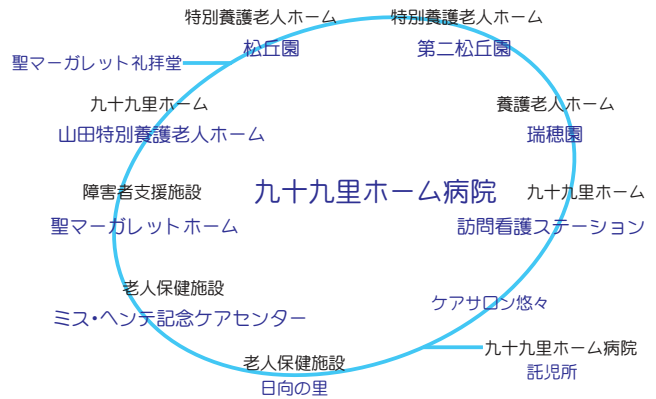 特別養護老人ホーム
松丘園
特別養護老人ホーム
第二松丘園
聖マーガレット礼拝堂
九十九里ホーム
山田特別養護老人ホーム
養護老人ホーム
瑞穂園
障害者支援施設
聖マーガレットホーム
九十九里ホーム病院
九十九里ホーム
訪問看護ステーション
老人保健施設
ミス・ヘンテ記念ケアセンター
ケアサロン悠々
老人保健施設
日向の里
九十九里ホーム病院
託児所